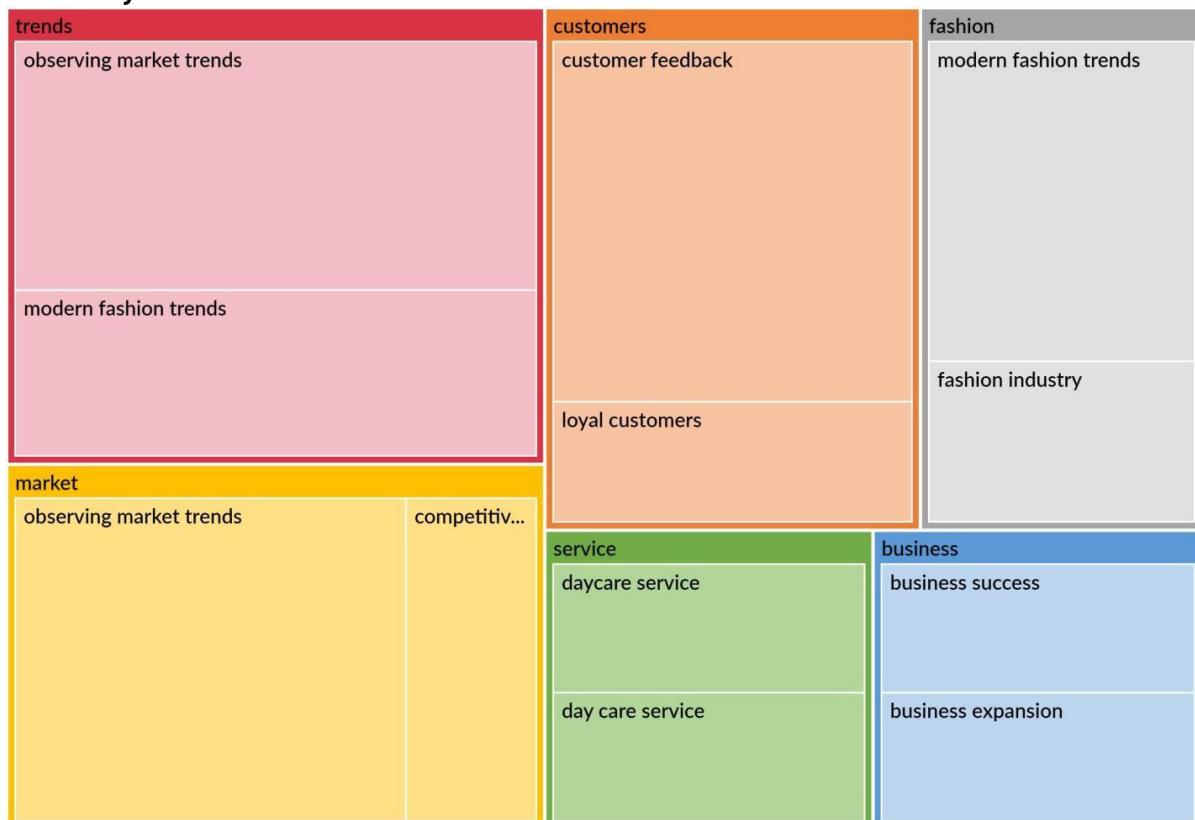 trends
observing market trends
modern fashion trends
customers
customer feedback
loyal customers
fashion
modern fashion trends
fashion industry
market
observing market trends
competitiv...
service
daycare service
day care service
business
business success
business expansion